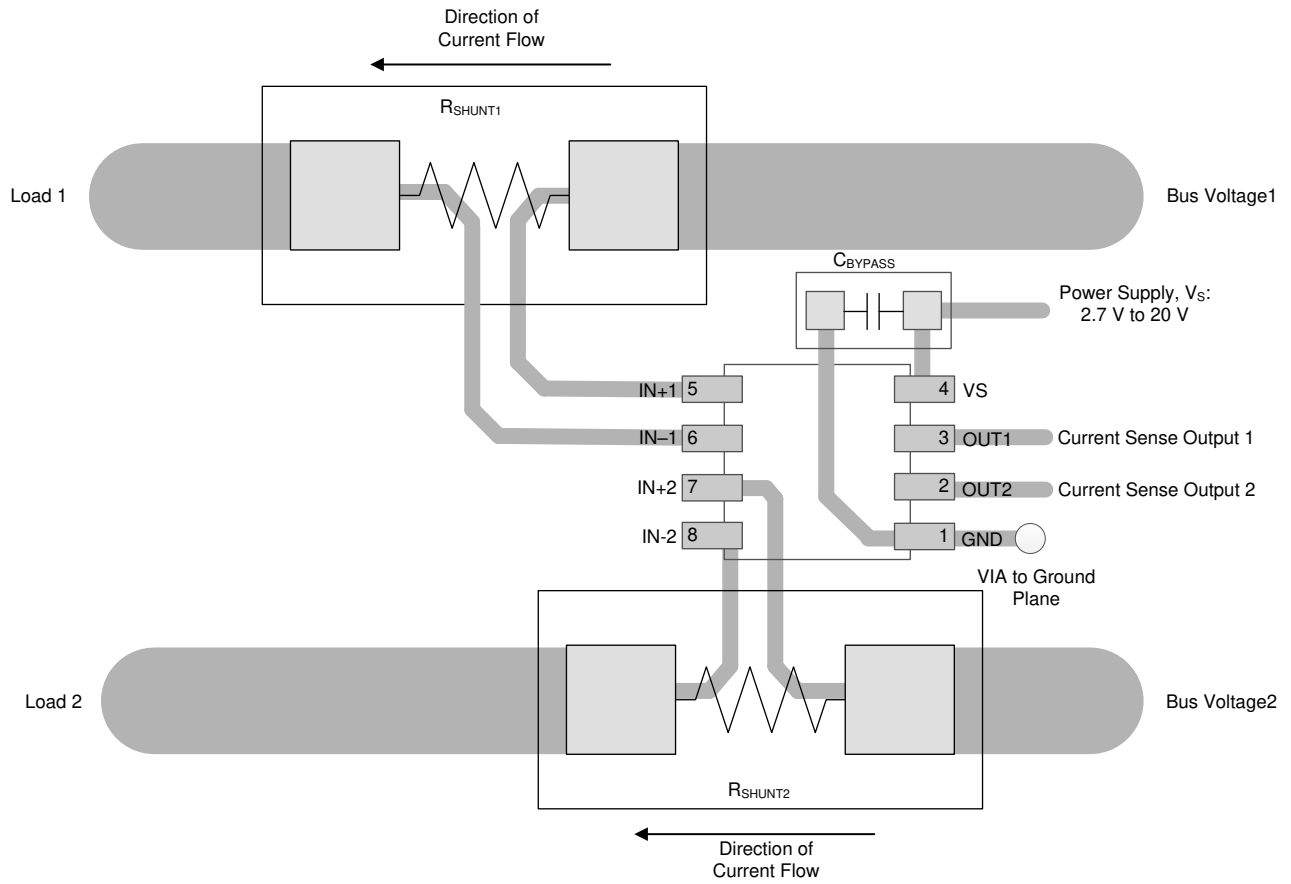 Direction of
Current Flow
RSHUNT1
Load 1
Bus Voltage1
CBYPASS
Power Supply, VS:
2.7 V to 20 V
IN+1 5
4 VS
IN–1 6
3 OUT1 Current Sense Output 1
IN+2 7
2 OUT2 Current Sense Output 2
IN-2 8
1 GND
VIA to Ground
Plane
Load 2
Bus Voltage2
RSHUNT2
Direction of
Current Flow